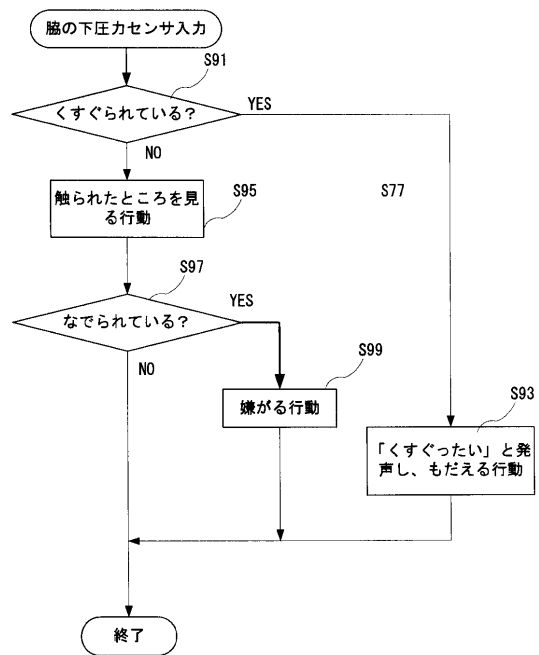 脇の下圧力センサ入力
S91
くすぐられている?
YES
NO
触られたところを見
る行動
S95
S77
S97
なでられている?
YES
NO
S99
嫌がる行動
S93
「くすぐったい」と発
声し、もだえる行動
終了